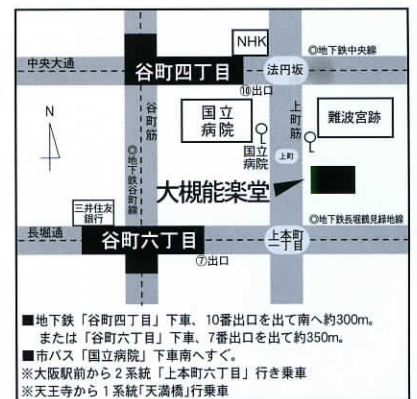 NHK
◎地下鉄中央線
中央大通
谷町四丁目
法円坂
⑩出口
N
谷町筋
◎地下鉄谷町線
国立
病院
国立
病院
上町筋
上町
難波宮跡
大槻能楽堂
三井住友
銀行
◎地下鉄長堀鶴見緑地線
長堀通
谷町六丁目
上本町
一丁目
⑦出口
■地下鉄「谷町四丁目」下車、10番出口を出て南へ約300m。
または「谷町六丁目」下車、7番出口を出て約350m。
■市バス「国立病院」下車南へすぐ。
※大阪駅前から2系統「上本町六丁目」行き乗車
※天王寺から1系統「天満橋」行乗車